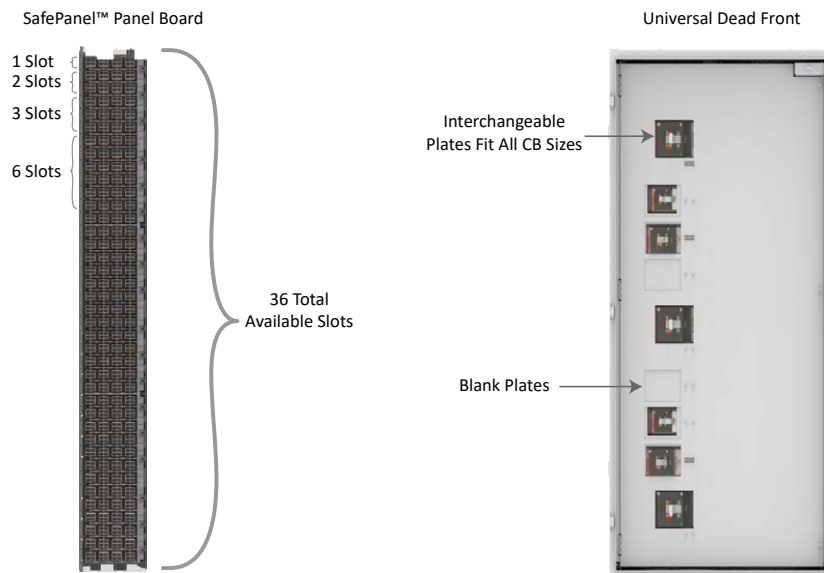 SafePanel™ Panel Board
1 Slot
2 Slots
3 Slots
6 Slots
36 Total
Available Slots
Universal Dead Front
Interchangeable
Plates Fit All CB Sizes
Blank Plates